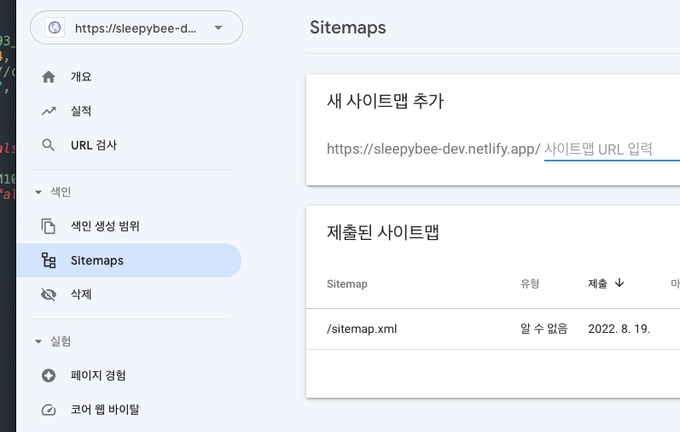 https://sleepybee-d...
개요
실적
URL 검사
색인
색인 생성 범위
Sitemaps
삭제
실험
페이지 경험
코어 웹 바이탈
Sitemaps
새 사이트맵 추가
https://sleepybee-dev.netlify.app/ 사이트맵 URL 입력
제출된 사이트맵
Sitemap 유형 제출 마
/sitemap.xml 알 수 없음 2022. 8. 19.